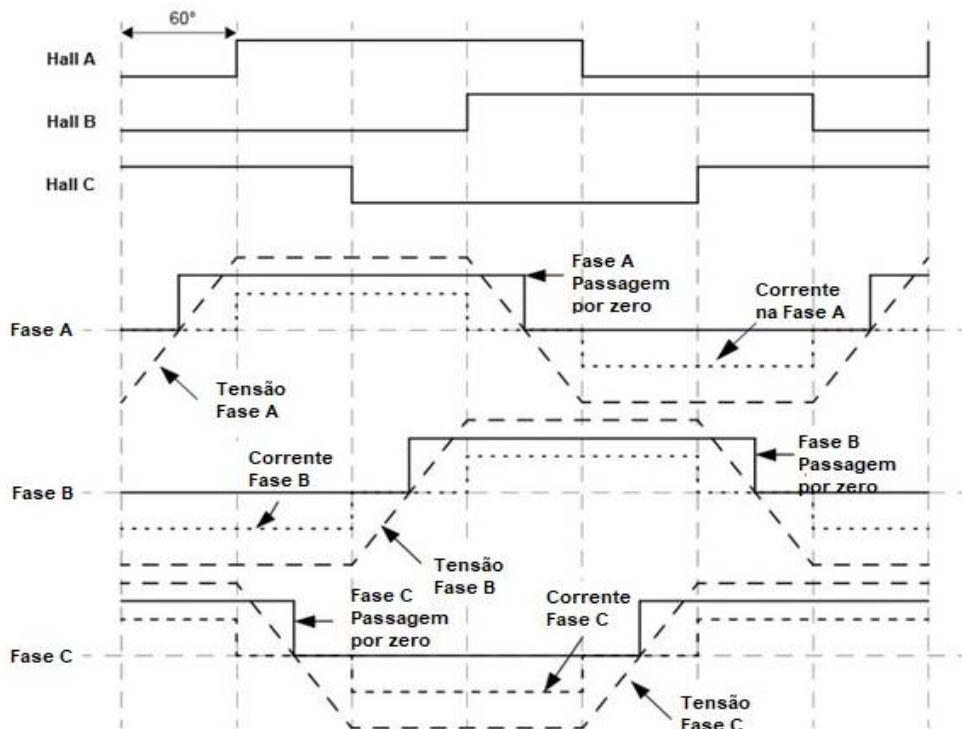 60°
Hall A
Hall B
Hall C
Fase A
Passagem
por zero
Corrente
na Fase A
Fase A
Tensão
Fase A
Corrente
Fase B
Fase B
Passagem
por zero
Fase B
Tensão
Fase B
Fase C
Passagem
por zero
Corrente
Fase C
Fase C
Tensão
Fase C